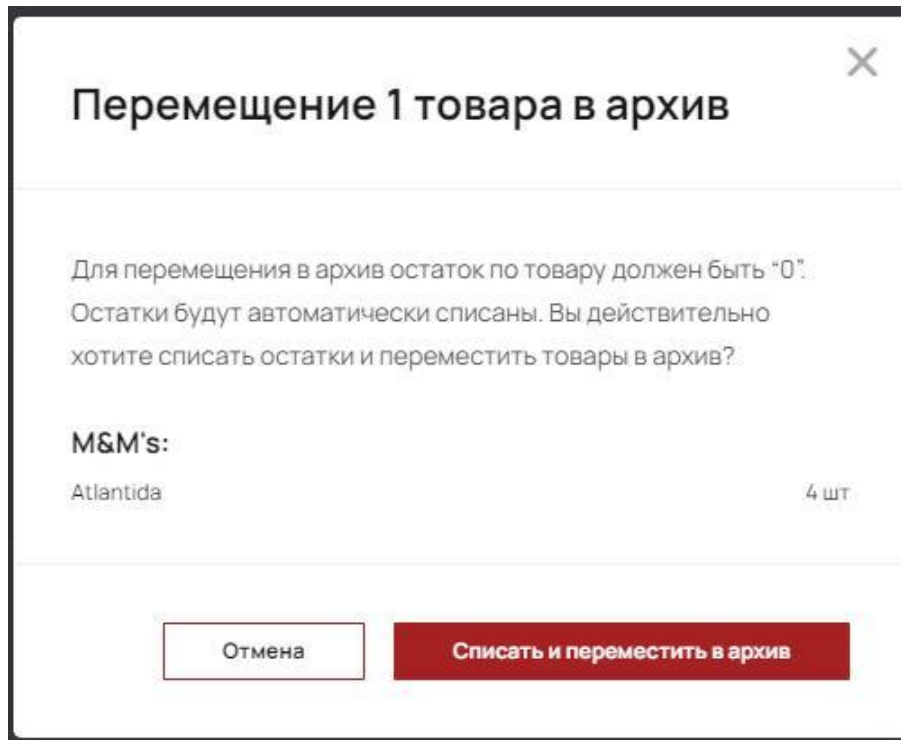 Перемещение 1 товара в архив
Для перемещения в архив остаток по товару должен быть “0”.
Остатки будут автоматически списаны. Вы действительно
хотите списать остатки и переместить товары в архив?
M&M's:
Atlantida 4 шт
Отмена Списать и переместить в архив